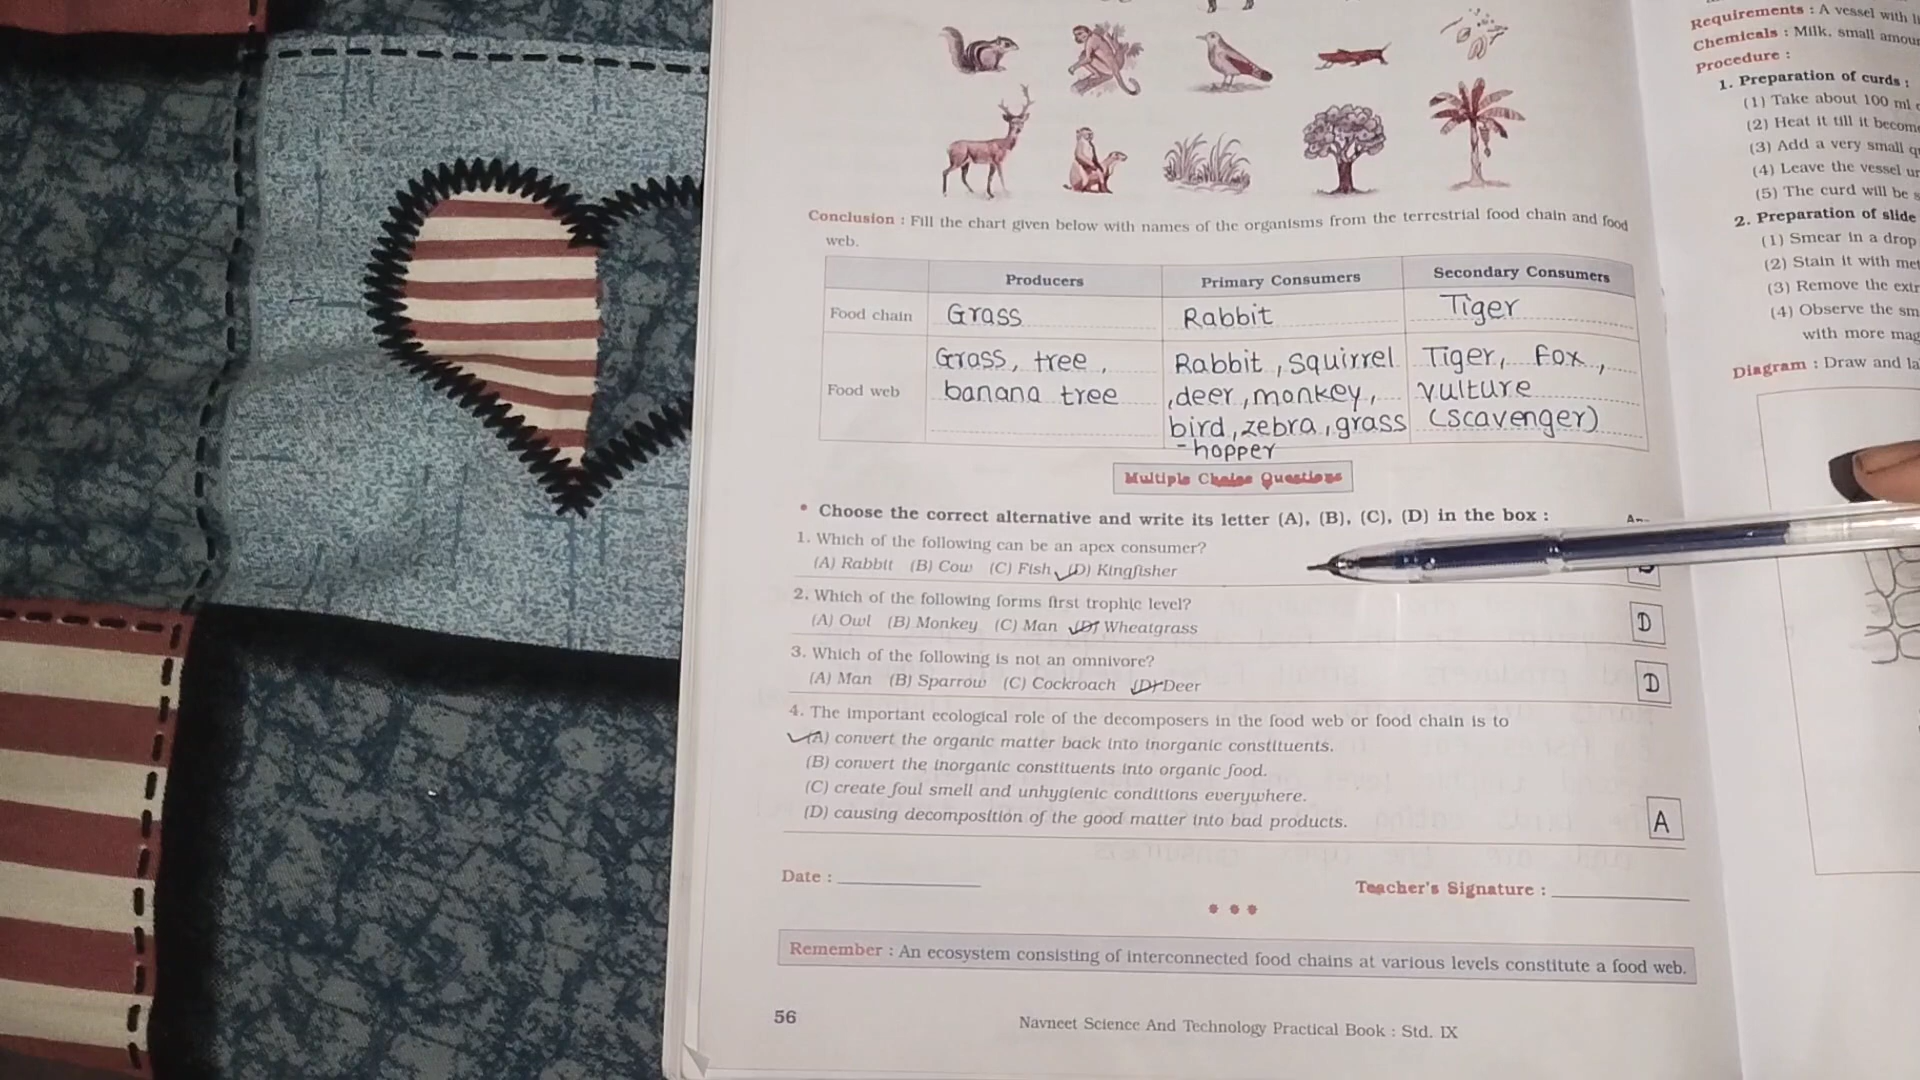 Conclusion : Fill the chart given below with names of the organisms from the terrestrial food chain and food
web.
Producers Primary Consumers Secondary Consumers
Food chain Grass Rabbit Tiger
Food web
Grass, tree, Rabbit, squirrel Tiger, Fox,
banana tree ,deer, monkey, vulture
bird, zebra, grass (scavenger)
-hopper
Multiple Choice Questions
* Choose the correct alternative and write its letter (A), (B), (C), (D) in the box :
1. Which of the following can be an apex consumer?
(A) Rabbit (B) Cow (C) Fish (D) Kingfisher
2. Which of the following forms first trophic level?
(A) Owl (B) Monkey (C) Man (D) Wheatgrass D
3. Which of the following is not an omnivore?
(A) Man (B) Sparrow (C) Cockroach (D) Deer D
4. The important ecological role of the decomposers in the food web or food chain is to
(A) convert the organic matter back into inorganic constituents.
(B) convert the inorganic constituents into organic food.
(C) create foul smell and unhygienic conditions everywhere.
(D) causing decomposition of the good matter into bad products. A
Date :
Teacher's Signature :
Remember : An ecosystem consisting of interconnected food chains at various levels constitute a food web.
56
Navneet Science And Technology Practical Book : Std. IX
Requirements : A vessel with
Chemicals : Milk, small
Procedure :
1. Preparation of curds :
(1) Take about 100 ml
(2) Heat it till it
(3) Add a very small
(4) Leave the vessel
(5) The curd will be
2. Preparation of slide
(1) Smear in a drop
(2) Stain it with
(3) Remove the
(4) Observe the
with more
Diagram : Draw and